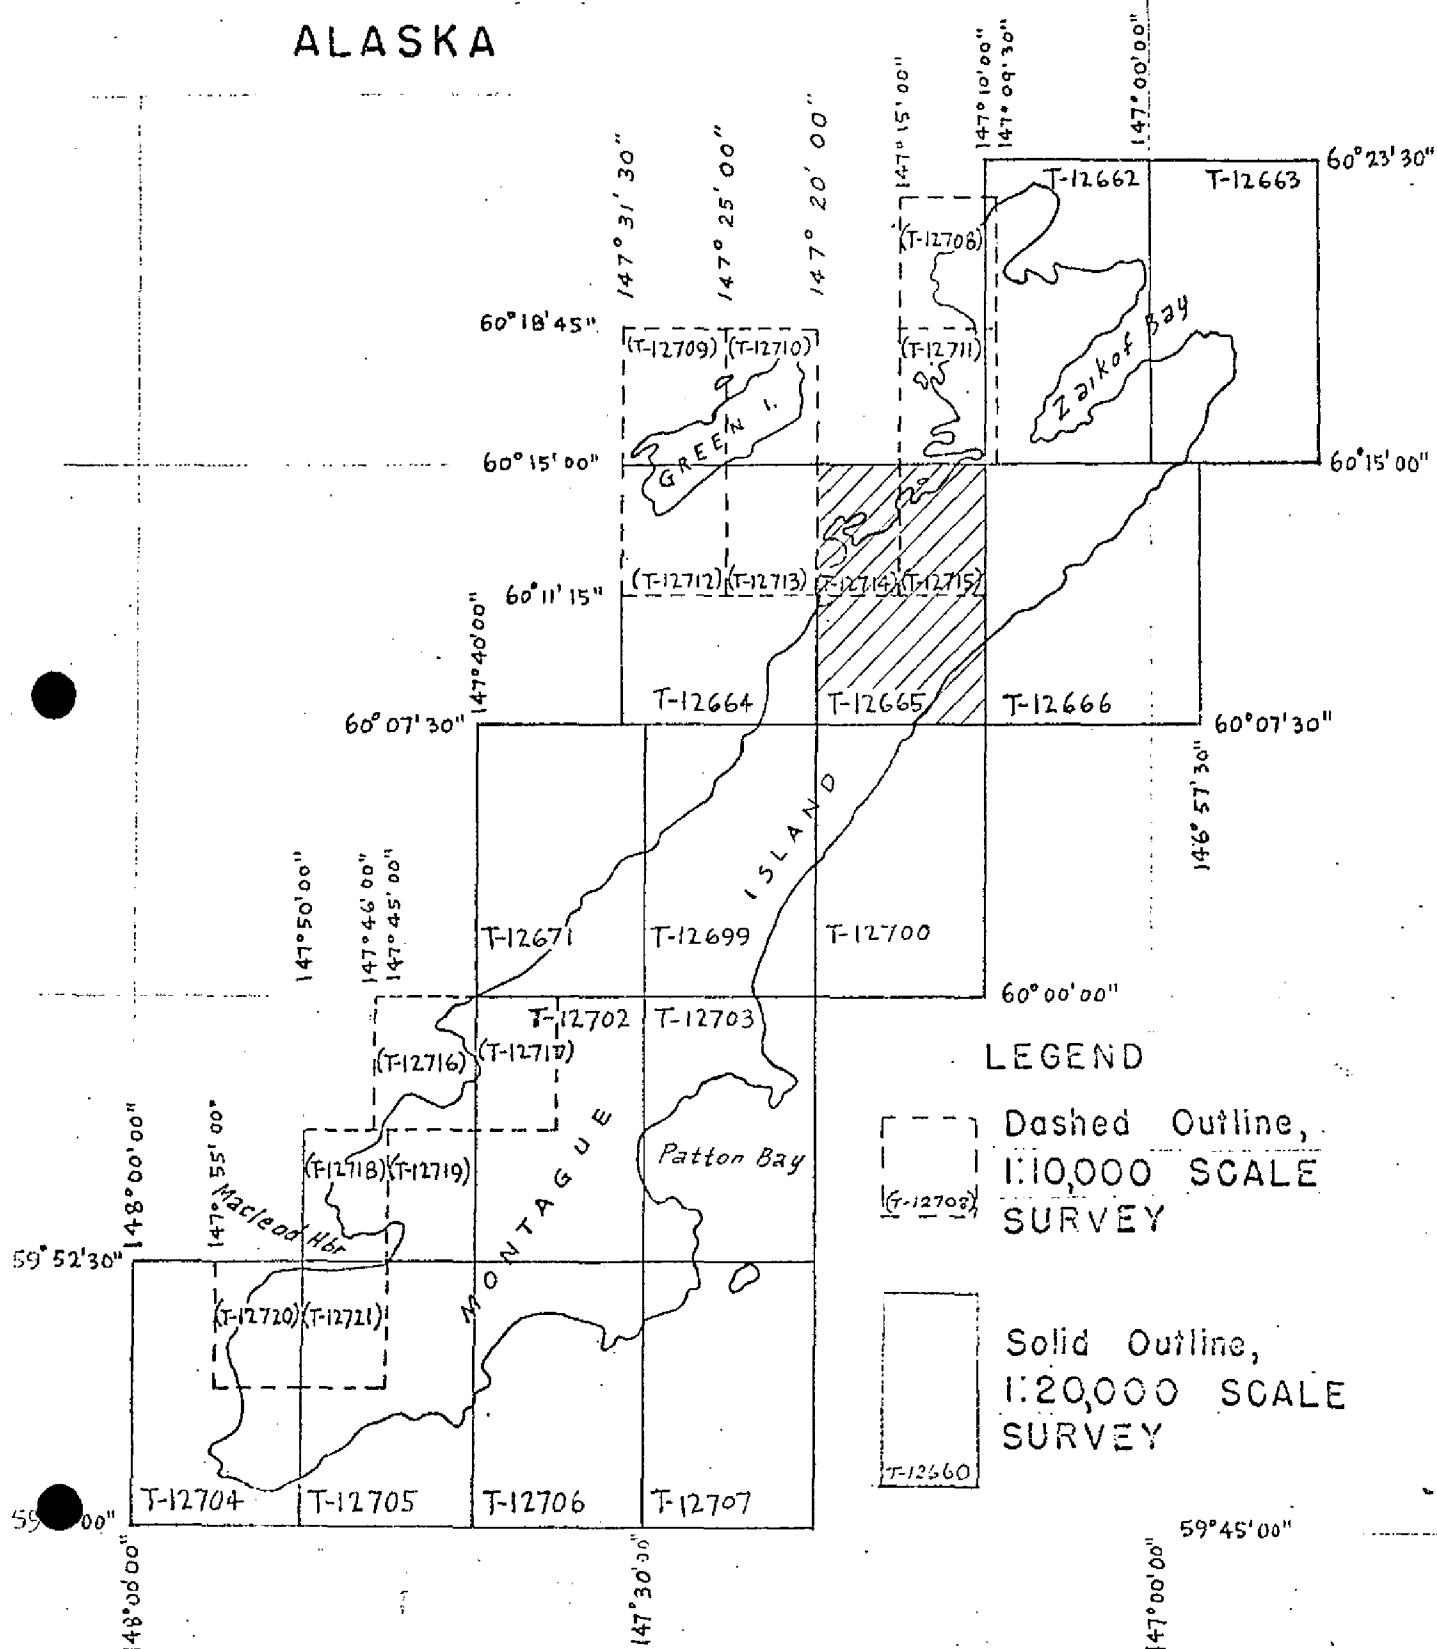 ALASKA
147° 31' 30"
147° 25' 00"
147° 20' 00"
147° 15' 00"
147° 10' 00"
147° 09' 30"
147° 00' 00"
60° 23' 30"
T-12662
T-12663
(T-12708)
60° 18' 45"
(T-12709)
(T-12710)
(T-12711)
Zaikof Bay
GREEN I.
60° 15' 00"
60° 15' 00"
60° 11' 15"
(T-12712)
(T-12713)
(T-12714)
(T-12715)
147° 40' 00"
T-12664
T-12665
T-12666
60° 07' 30"
60° 07' 30"
146° 57' 30"
ISLAND
147° 50' 00"
147° 46' 00"
147° 45' 00"
T-12671
T-12699
T-12700
60° 00' 00"
T-12702
T-12703
(T-12716)
LEGEND
148° 00' 00"
147° 55' 00"
(T-12718)
(T-12719)
MONTAGUE
Patton Bay
Dashed Outline,
1:10,000 SCALE
SURVEY
(T-12708)
Macleod Hbr
59° 52' 30"
(T-12720)
(T-12721)
Solid Outline,
1:20,000 SCALE
SURVEY
T-12660
T-12704
T-12705
T-12706
T-12707
59 00"
59° 45' 00"
148° 00' 00"
147° 30' 00"
147° 00' 00"